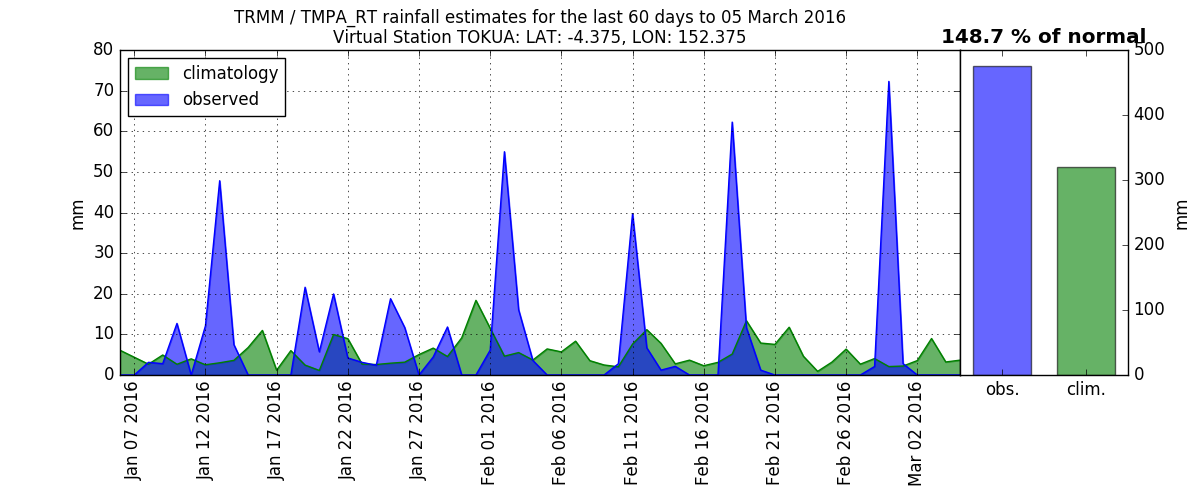 TRMM / TMPA_RT rainfall estimates for the last 60 days to 05 March 2016
Virtual Station TOKUA: LAT: -4.375, LON: 152.375
148.7 % of normal
climatology
observed
mm
80
70
60
50
40
30
20
10
0
Jan 07 2016
Jan 12 2016
Jan 17 2016
Jan 22 2016
Jan 27 2016
Feb 01 2016
Feb 06 2016
Feb 11 2016
Feb 16 2016
Feb 21 2016
Feb 26 2016
Mar 02 2016
500
400
300
200
100
0
mm
obs.
clim.